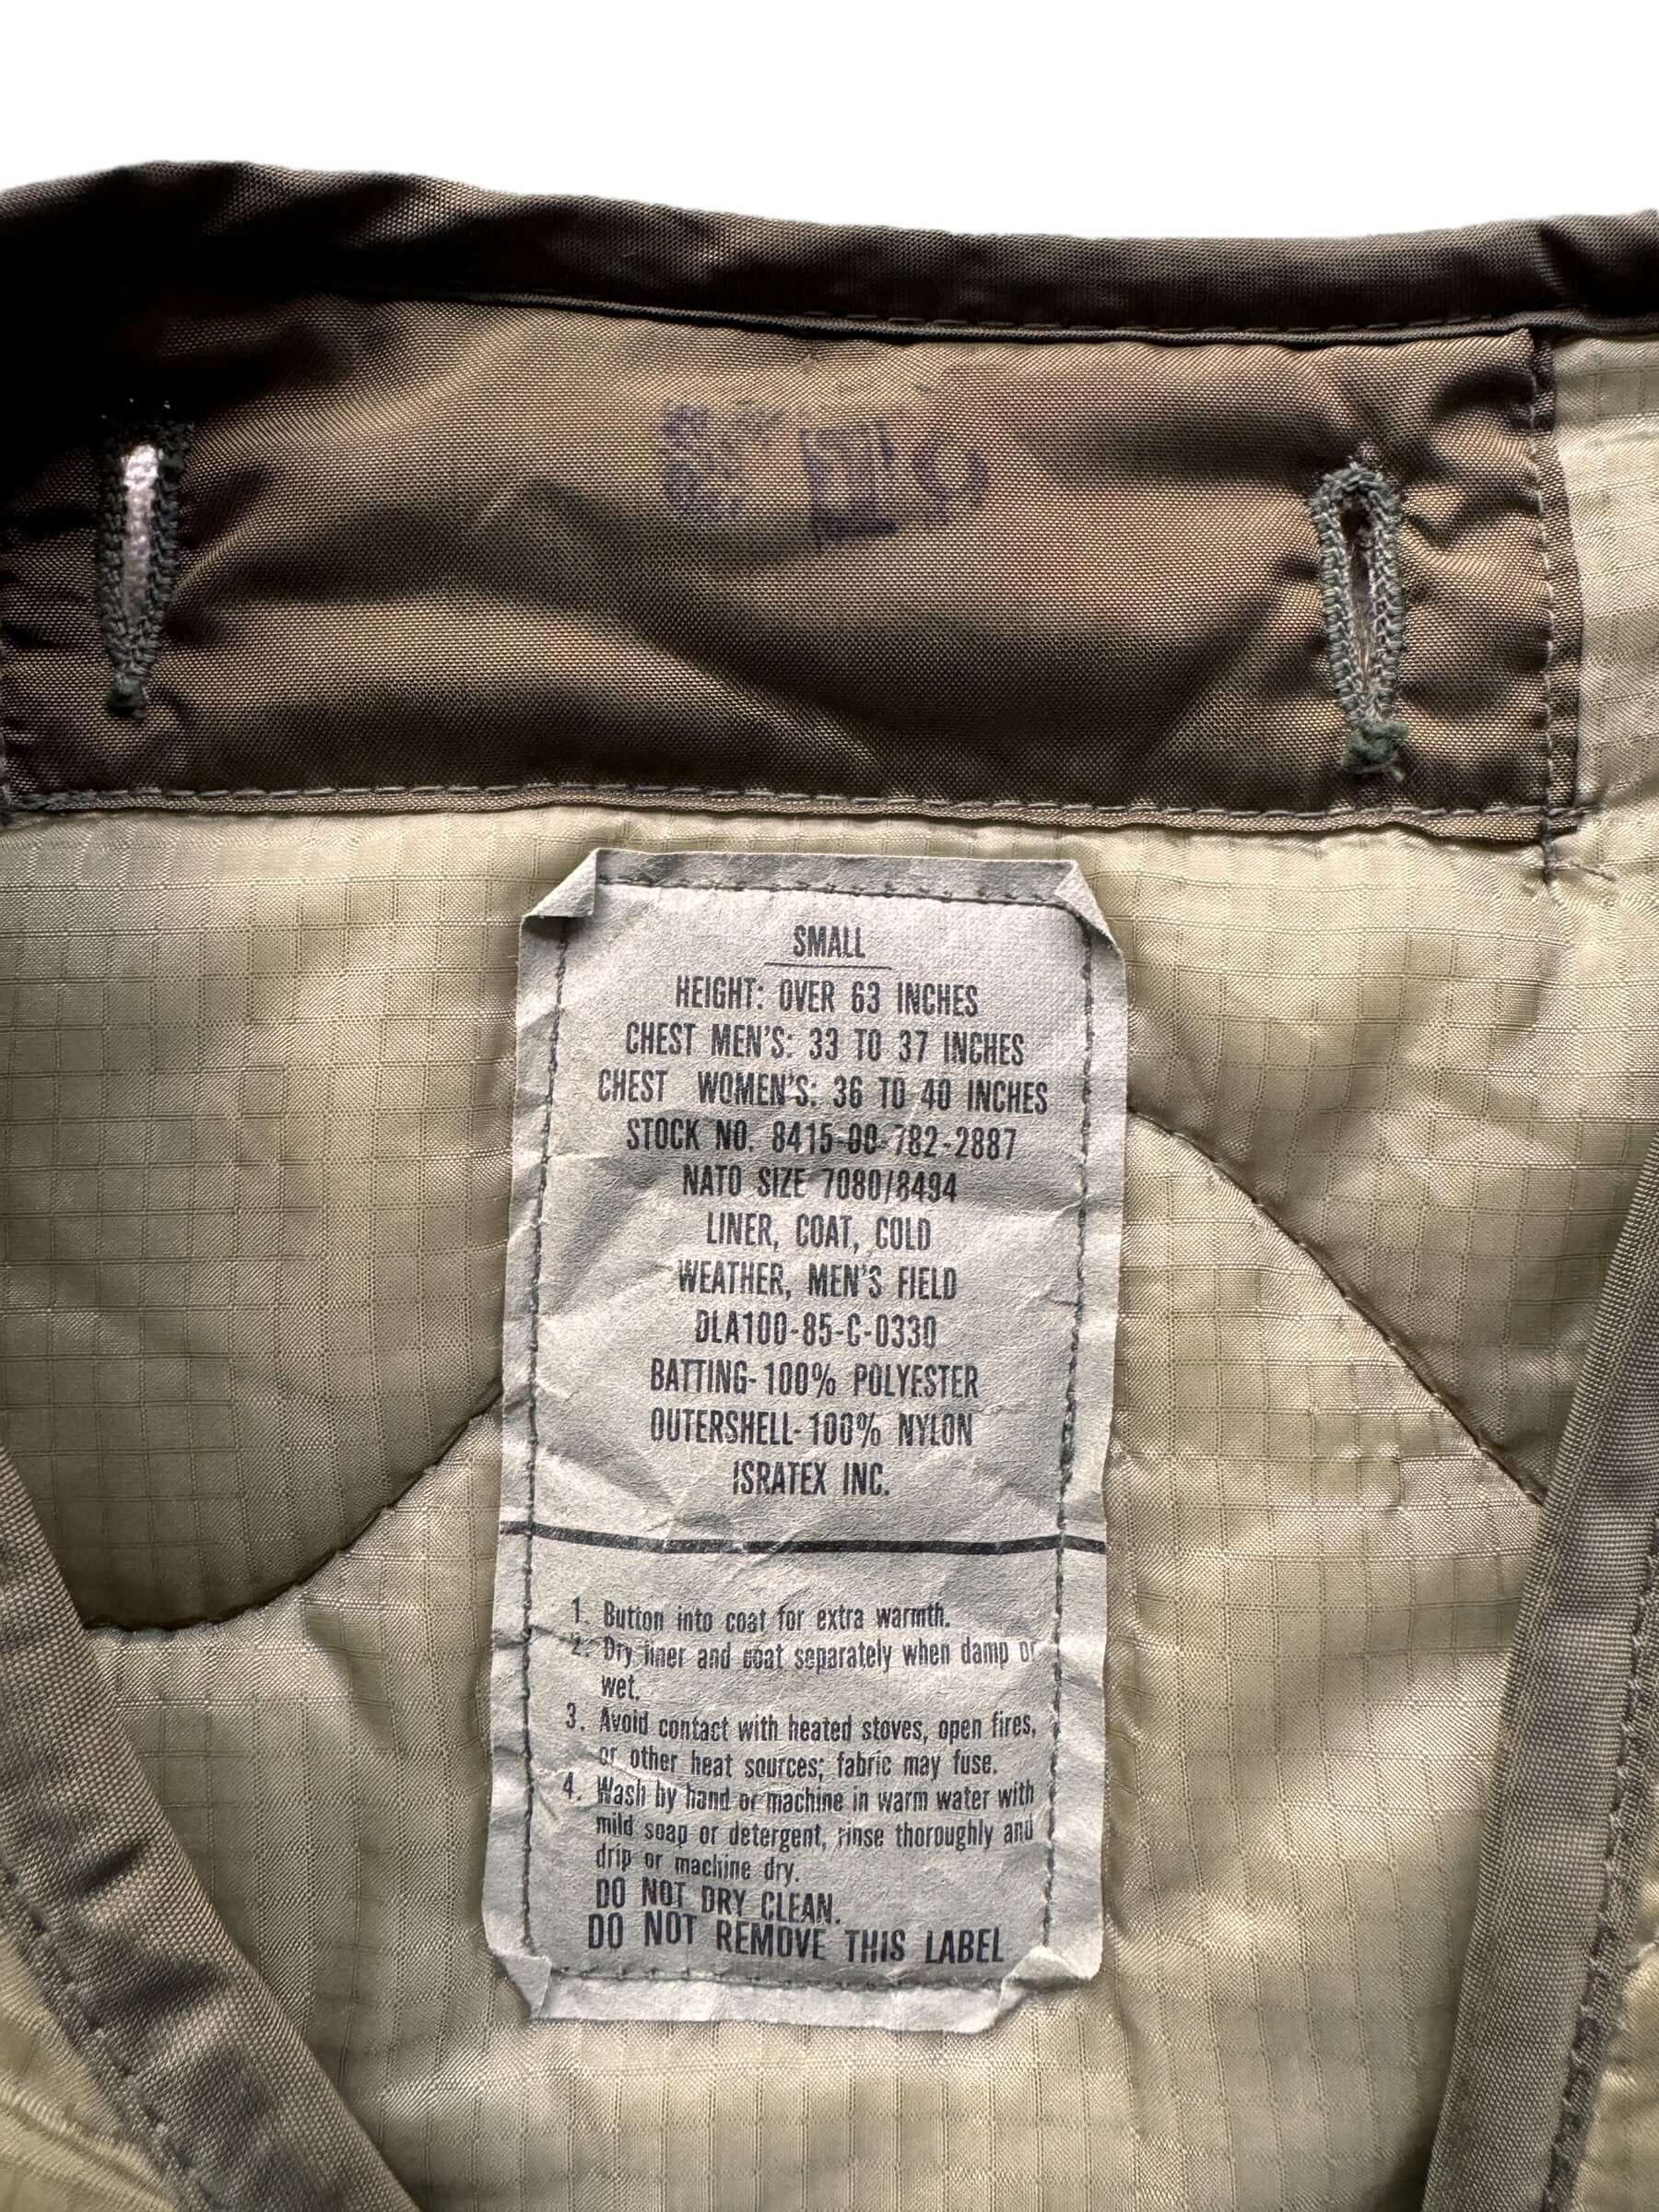 SMALL
HEIGHT: OVER 63 INCHES
CHEST MEN'S: 33 TO 37 INCHES
CHEST WOMEN'S: 36 TO 40 INCHES
STOCK NO. 8415-00-782-2887
NATO SIZE 7080/8494
LINER, COAT, COLD
WEATHER, MEN'S FIELD
DLA100-85-C-0330
BATTING-100% POLYESTER
OUTERSHELL-100% NYLON
ISRATEX INC.
1. Button into coat for extra warmth.
2. Dry liner and coat separately when damp or
wet.
3. Avoid contact with heated stoves, open fires,
or other heat sources; fabric may fuse.
4. Wash by hand or machine in warm water with
mild soap or detergent, rinse thoroughly and
drip or machine dry.
DO NOT DRY CLEAN.
DO NOT REMOVE THIS LABEL